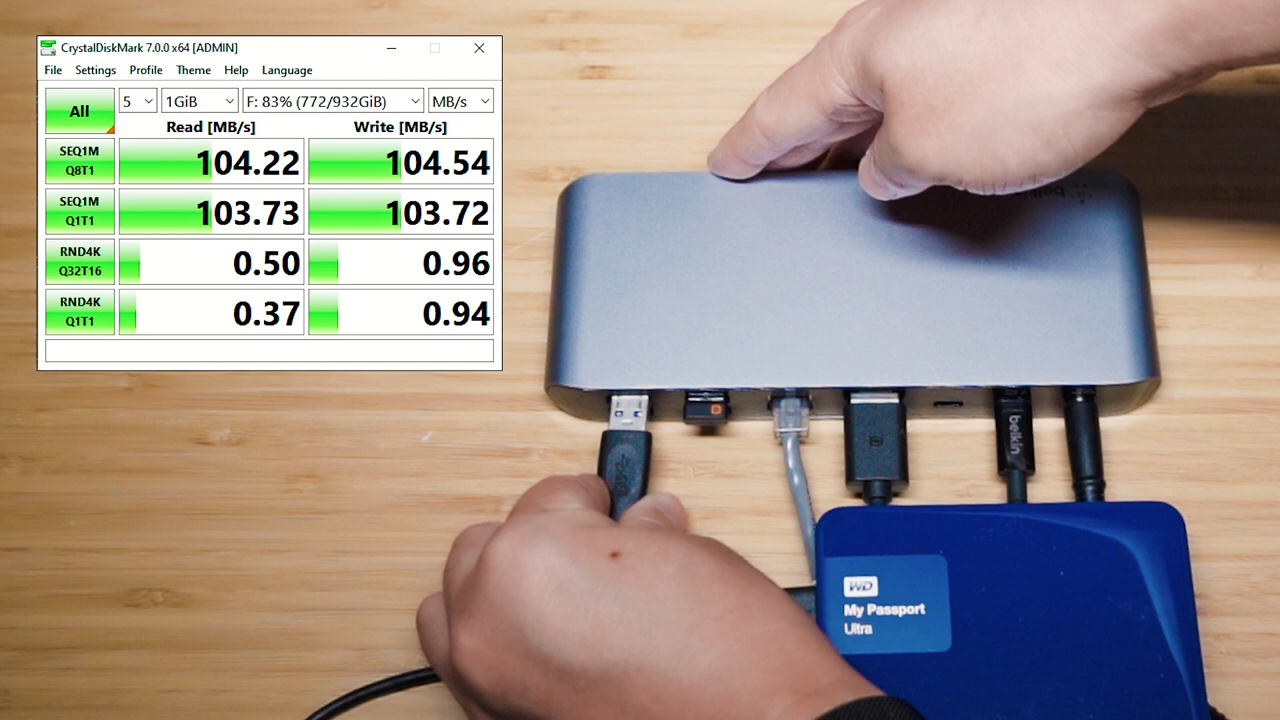 CrystalDiskMark 7.0.0 x64 [ADMIN]
File Settings Profile Theme Help Language
All 5 1GiB F: 83% (772/932GiB) MB/s
Read [MB/s] Write [MB/s]
SEQ1M
Q8T1
104.22 104.54
SEQ1M
Q1T1
103.73 103.72
RND4K
Q32T16
0.50 0.96
RND4K
Q1T1
0.37 0.94
belkin
belkin
WD
My Passport
Ultra